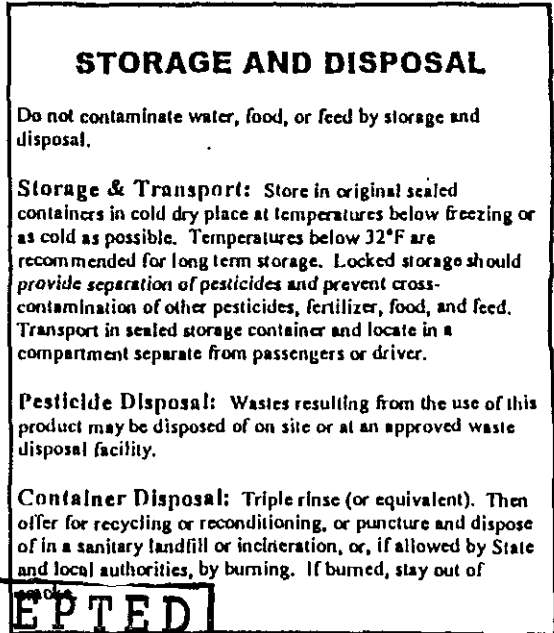 STORAGE AND DISPOSAL
Do not contaminate water, food, or feed by storage and
disposal.
Storage & Transport: Store in original sealed
containers in cold dry place at temperatures below freezing or
as cold as possible. Temperatures below 32°F are
recommended for long term storage. Locked storage should
provide separation of pesticides and prevent cross-
contamination of other pesticides, fertilizer, food, and feed.
Transport in sealed storage container and locate in a
compartment separate from passengers or driver.
Pesticide Disposal: Wastes resulting from the use of this
product may be disposed of on site or at an approved waste
disposal facility.
Container Disposal: Triple rinse (or equivalent). Then
offer for recycling or reconditioning, or puncture and dispose
of in a sanitary landfill or incineration, or, if allowed by State
and local authorities, by burning. If burned, stay out of
smoke.
EPTED